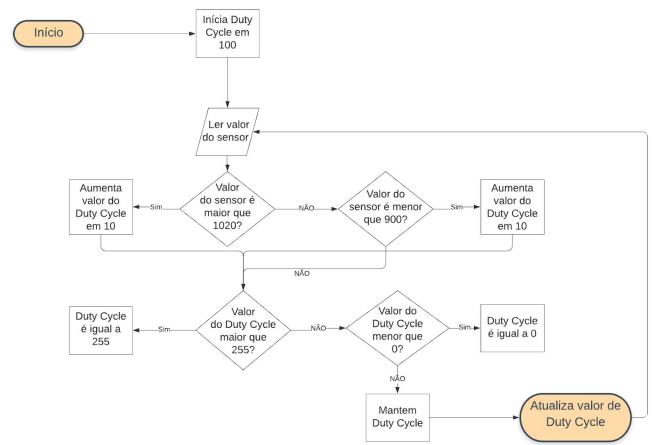 Início
Inícia Duty
Cycle em
100
Ler valor
do sensor
Aumenta
valor do
Duty Cycle
em 10
Sim
Valor
do sensor é
maior que
1020?
NÃO
Valor do
sensor é menor
que 900?
Sim
Aumenta
valor do
Duty Cycle
em 10
NÃO
Duty Cycle
é igual a
255
Sim
Valor
do Duty Cycle
maior que
255?
NÃO
Valor do
Duty Cycle
menor que
0?
Sim
Duty Cycle
é igual a 0
NÃO
Mantem
Duty Cycle
Atualiza valor de
Duty Cycle